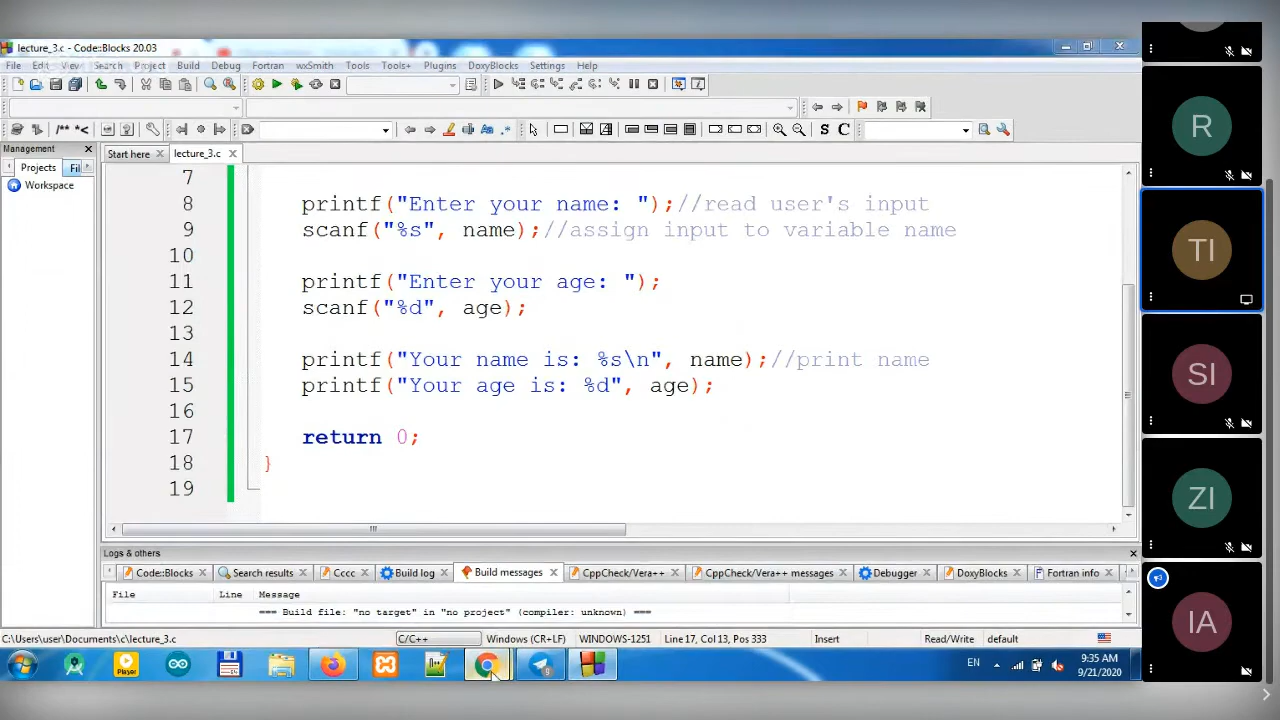 lecture_3.c - Code::Blocks 20.03
File Edit View Search Project Build Debug Fortran wxSmith Tools Tools+ Plugins DoxyBlocks Settings Help
/** *<
S C
Management
Start here lecture_3.c
Projects Fil
Workspace
7
8 printf("Enter your name: ");//read user's input
9 scanf("%s", name);//assign input to variable name
10
11 printf("Enter your age: ");
12 scanf("%d", age);
13
14 printf("Your name is: %s\n", name);//print name
15 printf("Your age is: %d", age);
16
17 return 0;
18 }
19
Logs & others
Code::Blocks Search results Cccc Build log Build messages CppCheck/Vera++ CppCheck/Vera++ messages Debugger DoxyBlocks Fortran info
File Line Message
=== Build file: "no target" in "no project" (compiler: unknown) ===
C:\Users\user\Documents\c\lecture_3.c C/C++ Windows (CR+LF) WINDOWS-1251 Line 17, Col 13, Pos 333 Insert Read/Write default
Player
EN
9:35 AM
9/21/2020
R
TI
SI
ZI
IA